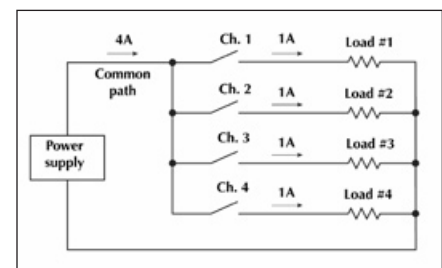 4A Ch. 1 1A Load #1
Common
path
Ch. 2 1A Load #2
Ch. 3 1A Load #3
Power
supply
Ch. 4 1A Load #4